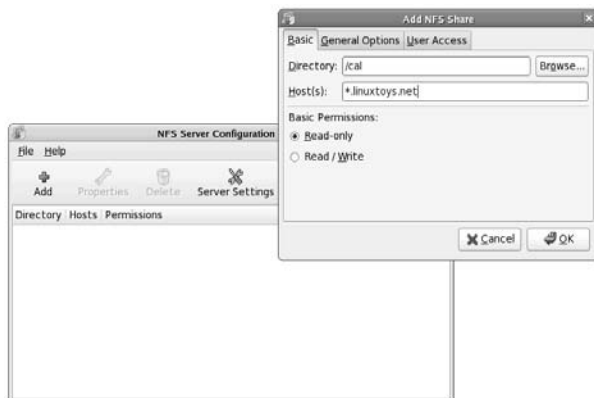 Add NFS Share
Basic General Options User Access
Directory: /cal Browse...
Host(s): *.linuxtoys.net
Basic Permissions:
Read-only
Read / Write
Cancel OK
NFS Server Configuration
File Help
Add Properties Delete Server Settings
Directory Hosts Permissions